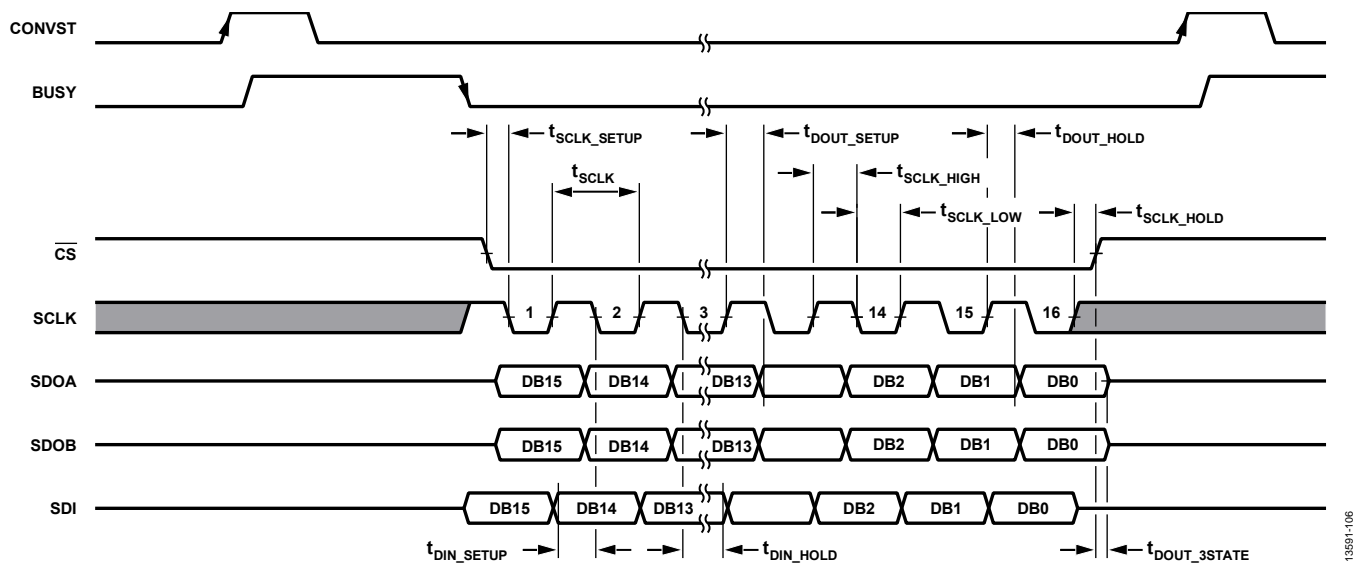 CONVST
BUSY
tSCLK_SETUP
tDOUT_SETUP
tDOUT_HOLD
tSCLK
tSCLK_HIGH
tSCLK_LOW
tSCLK_HOLD
CS
SCLK 1 2 3 14 15 16
SDOA DB15 DB14 DB13 DB2 DB1 DB0
SDOB DB15 DB14 DB13 DB2 DB1 DB0
SDI DB15 DB14 DB13 DB2 DB1 DB0
tDIN_SETUP
tDIN_HOLD
tDOUT_3STATE
13591-106